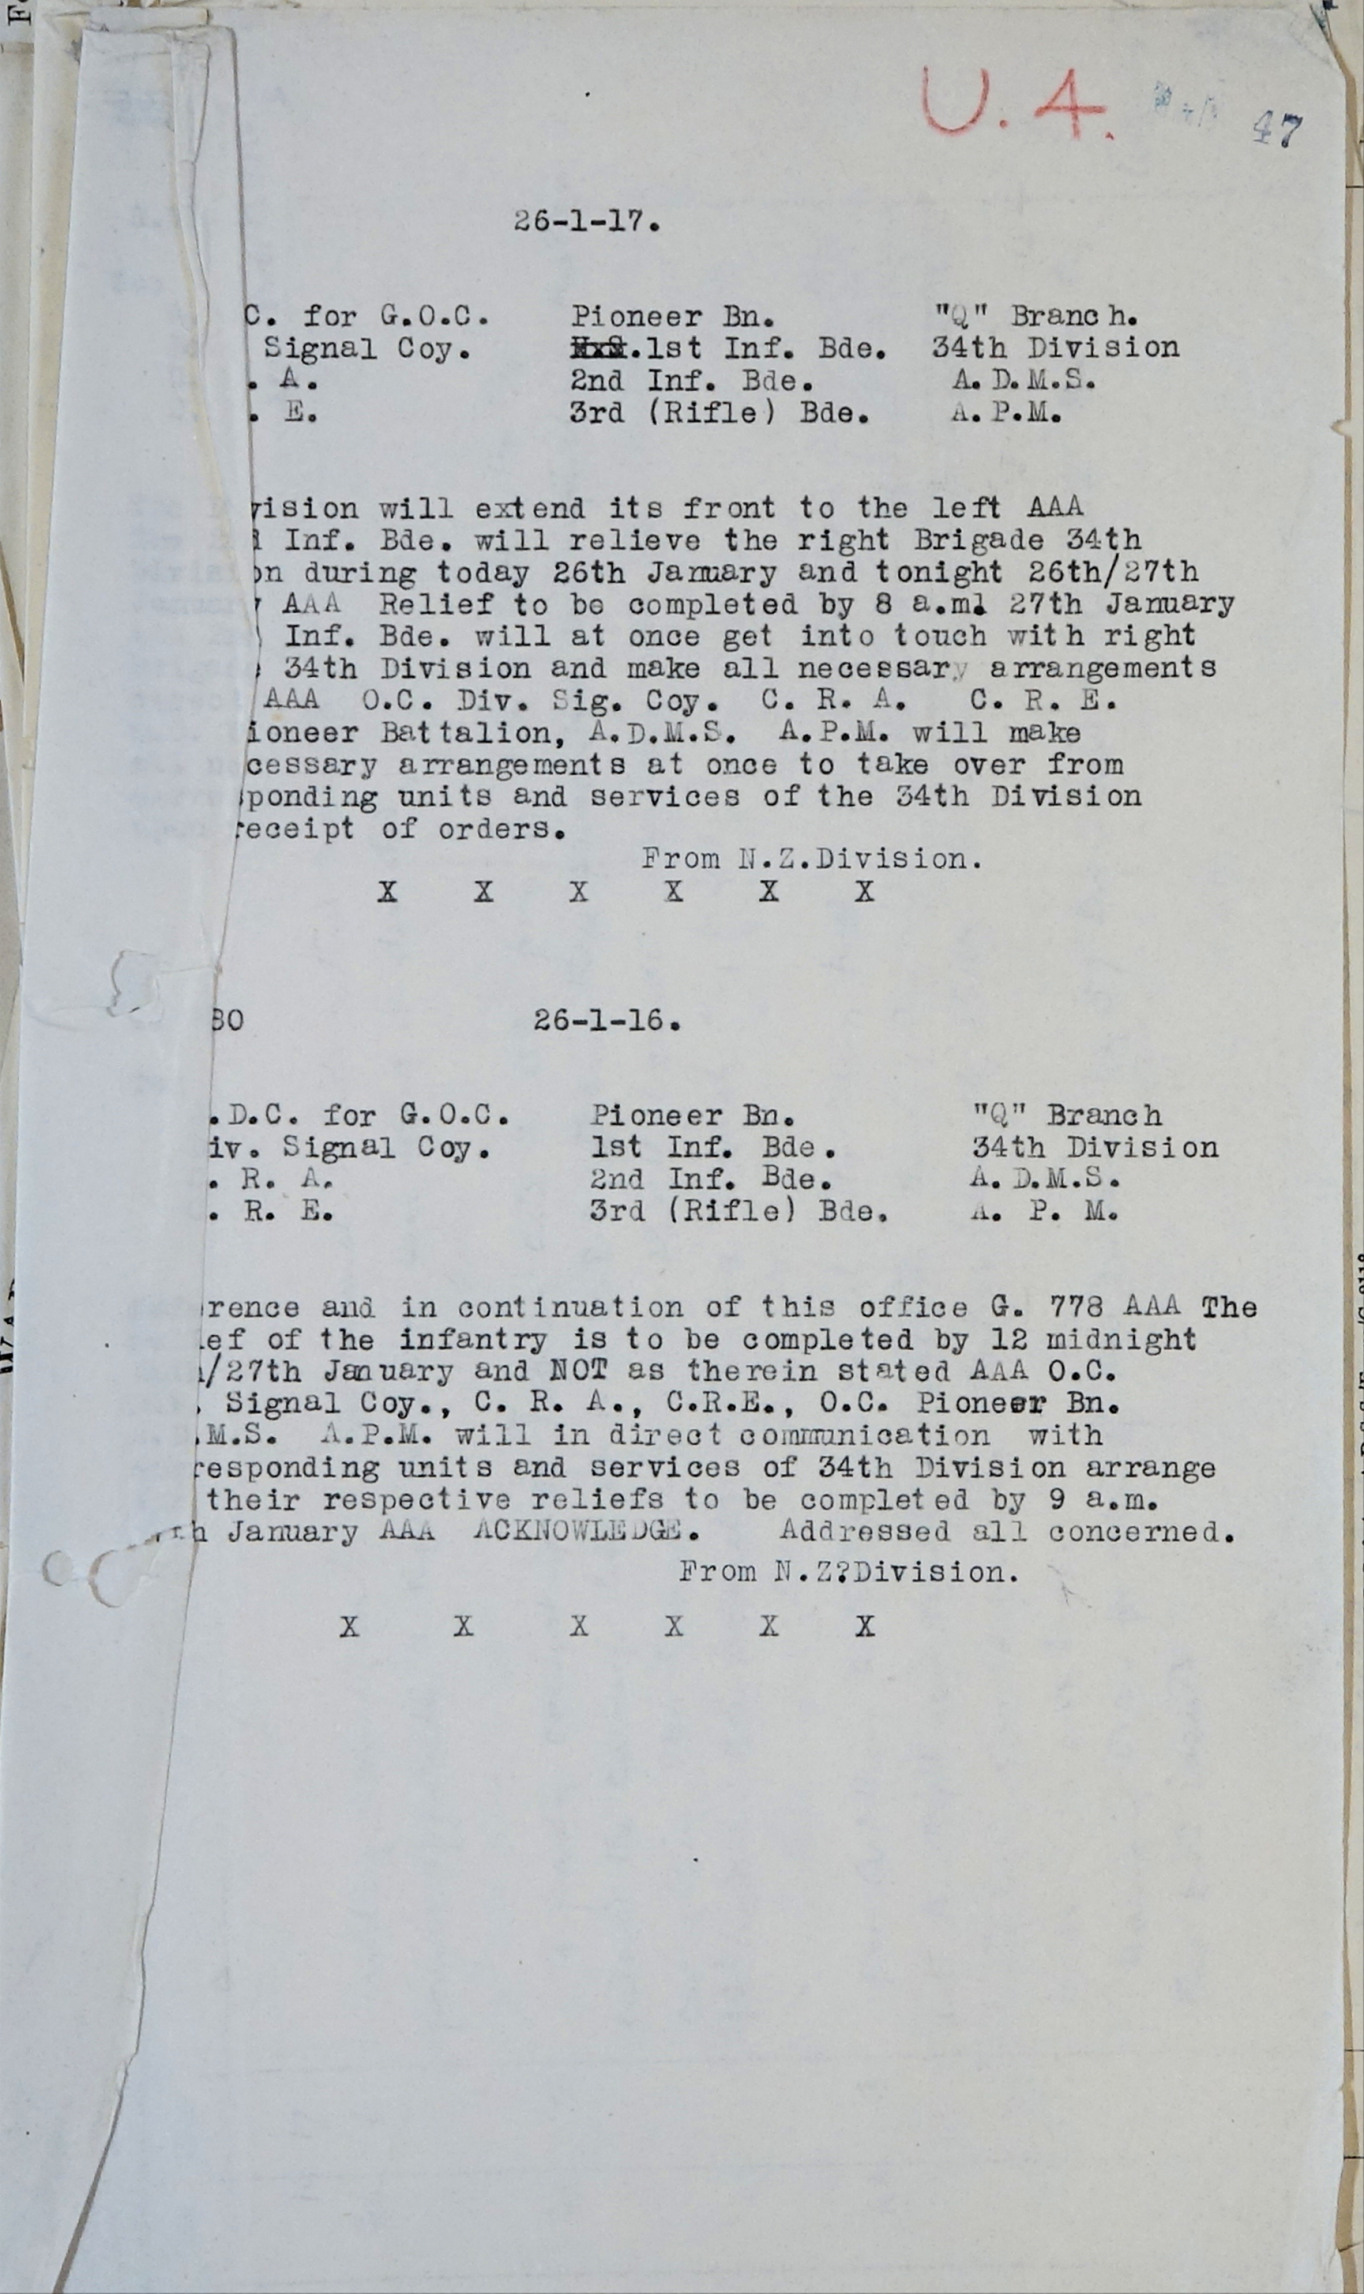 U. 4. 47
26-1-17.
C. for G.O.C. Pioneer Bn. "Q" Branch.
Signal Coy. .1st Inf. Bde. 34th Division
. A. 2nd Inf. Bde. A.D.M.S.
. E. 3rd (Rifle) Bde. A.P.M.
vision will extend its front to the left AAA
Inf. Bde. will relieve the right Brigade 34th
on during today 26th January and tonight 26th/27th
AAA Relief to be completed by 8 a.ml 27th January
Inf. Bde. will at once get into touch with right
34th Division and make all necessary arrangements
AAA O.C. Div. Sig. Coy. C. R. A. C. R. E.
ioneer Battalion, A.D.M.S. A.P.M. will make
cessary arrangements at once to take over from
ponding units and services of the 34th Division
receipt of orders.
From N.Z.Division.
X X X X X X
80 26-1-16.
.D.C. for G.O.C. Pioneer Bn. "Q" Branch
iv. Signal Coy. 1st Inf. Bde. 34th Division
. R. A. 2nd Inf. Bde. A.D.M.S.
. R. E. 3rd (Rifle) Bde. A. P. M.
rence and in continuation of this office G. 778 AAA The
ief of the infantry is to be completed by 12 midnight
/27th January and NOT as therein stated AAA O.C.
. Signal Coy., C. R. A., C.R.E., O.C. Pioneer Bn.
.M.S. A.P.M. will in direct communication with
responding units and services of 34th Division arrange
their respective reliefs to be completed by 9 a.m.
th January AAA ACKNOWLEDGE. Addressed all concerned.
From N.Z?Division.
X X X X X X